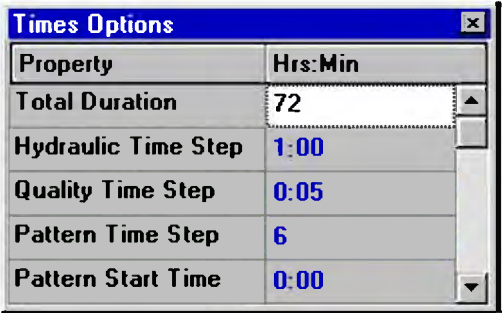 Times Options
Property Hrs:Min
Total Duration 72
Hydraulic Time Step 1:00
Quality Time Step 0:05
Pattern Time Step 6
Pattern Start Time 0:00